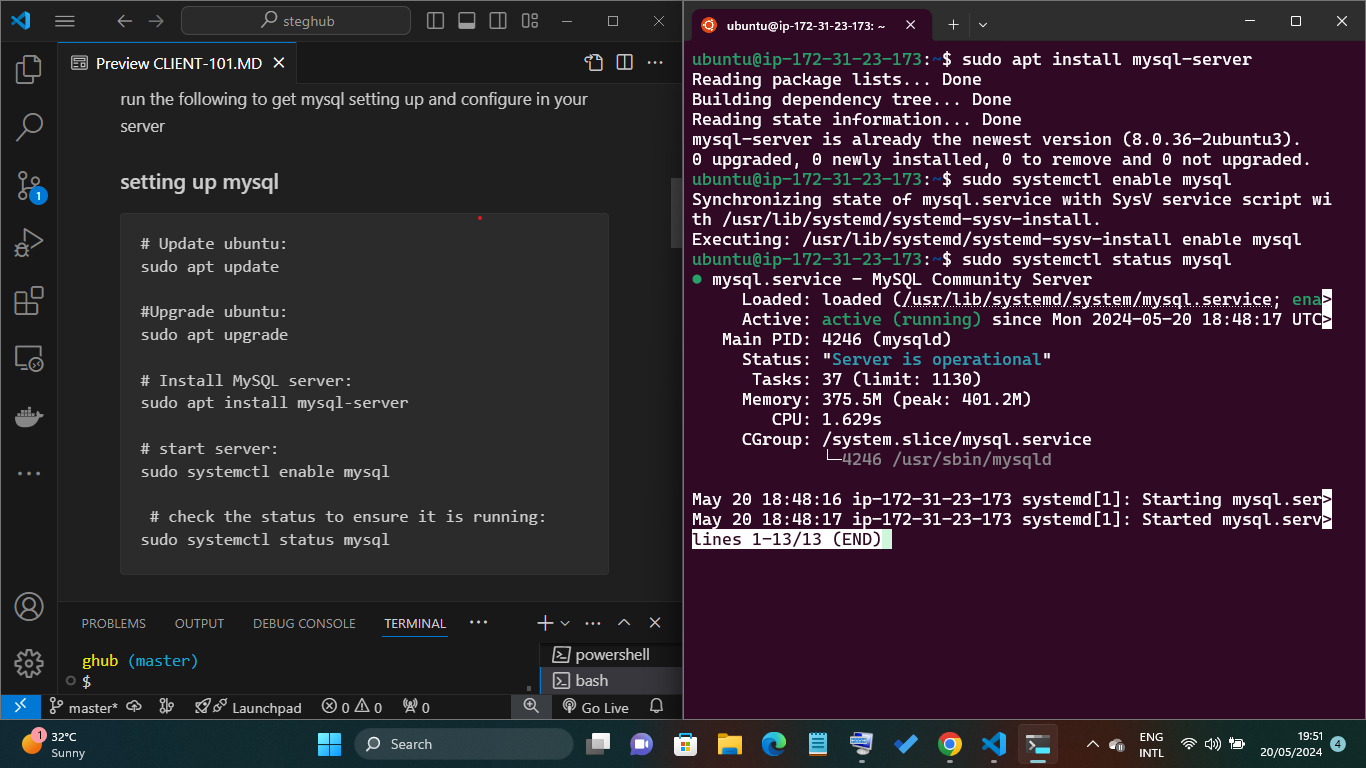 steghub
Preview CLIENT-101.MD
run the following to get mysql setting up and configure in your
server
setting up mysql
# Update ubuntu:
sudo apt update
#Upgrade ubuntu:
sudo apt upgrade
# Install MySQL server:
sudo apt install mysql-server
# start server:
sudo systemctl enable mysql
# check the status to ensure it is running:
sudo systemctl status mysql
1
PROBLEMS OUTPUT DEBUG CONSOLE TERMINAL
ghub (master)
$
powershell
bash
master* Launchpad 0 0 0 Go Live
ubuntu@ip-172-31-23-173: ~
ubuntu@ip-172-31-23-173:~$ sudo apt install mysql-server
Reading package lists... Done
Building dependency tree... Done
Reading state information... Done
mysql-server is already the newest version (8.0.36-2ubuntu3).
0 upgraded, 0 newly installed, 0 to remove and 0 not upgraded.
ubuntu@ip-172-31-23-173:~$ sudo systemctl enable mysql
Synchronizing state of mysql.service with SysV service script wi
th /usr/lib/systemd/systemd-sysv-install.
Executing: /usr/lib/systemd/systemd-sysv-install enable mysql
ubuntu@ip-172-31-23-173:~$ sudo systemctl status mysql
● mysql.service - MySQL Community Server
Loaded: loaded (/usr/lib/systemd/system/mysql.service; ena>
Active: active (running) since Mon 2024-05-20 18:48:17 UTC>
Main PID: 4246 (mysqld)
Status: "Server is operational"
Tasks: 37 (limit: 1130)
Memory: 375.5M (peak: 401.2M)
CPU: 1.629s
CGroup: /system.slice/mysql.service
└─4246 /usr/sbin/mysqld
May 20 18:48:16 ip-172-31-23-173 systemd[1]: Starting mysql.ser>
May 20 18:48:17 ip-172-31-23-173 systemd[1]: Started mysql.serv>
lines 1-13/13 (END)
1
32°C
Sunny
Search
ENG
INTL
19:51
20/05/2024
4